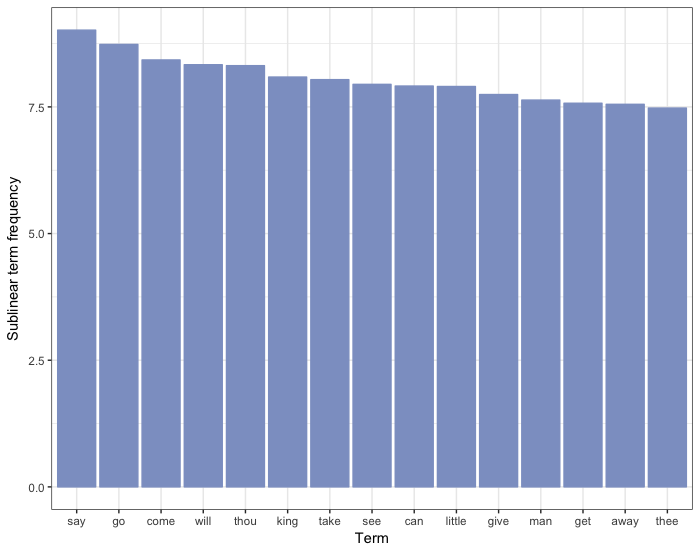 Sublinear term frequency
7.5
5.0
2.5
0.0
say go come will thou king take see can little give man get away thee
Term